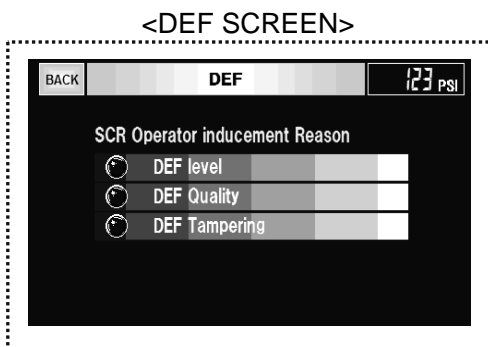 <DEF SCREEN>
BACK DEF 123 PSI
SCR Operator inducement Reason
DEF level
DEF Quality
DEF Tampering